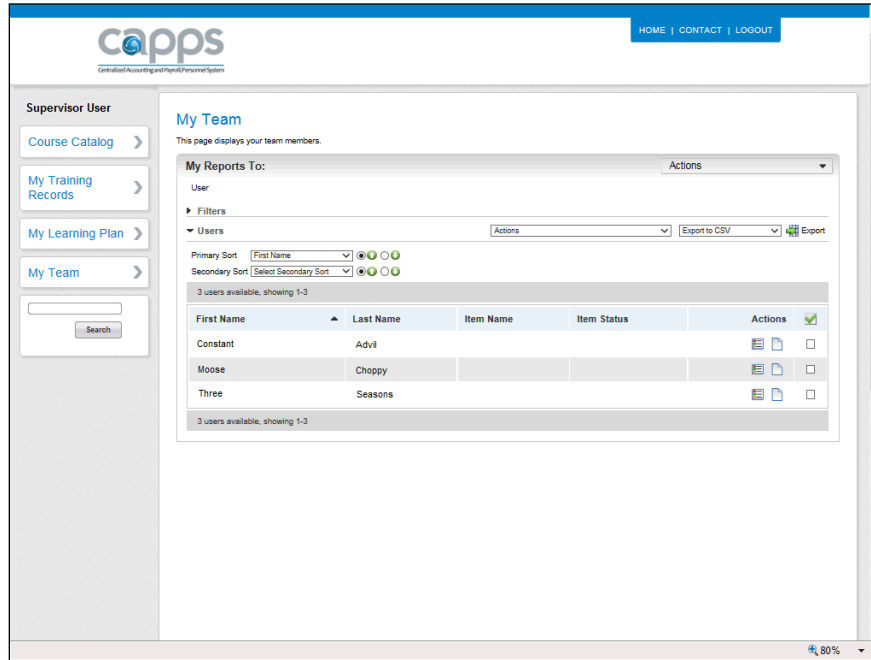 HOME | CONTACT | LOGOUT
capps
Centralized Accounting and Payroll/Personnel System
Supervisor User
Course Catalog
My Training
Records
My Learning Plan
My Team
Search
My Team
This page displays your team members.
My Reports To: Actions
User
Filters
Users Actions Export to CSV Export
Primary Sort First Name
Secondary Sort Select Secondary Sort
3 users available, showing 1-3
First Name Last Name Item Name Item Status Actions
Constant Advil
Moose Choppy
Three Seasons
3 users available, showing 1-3
80%